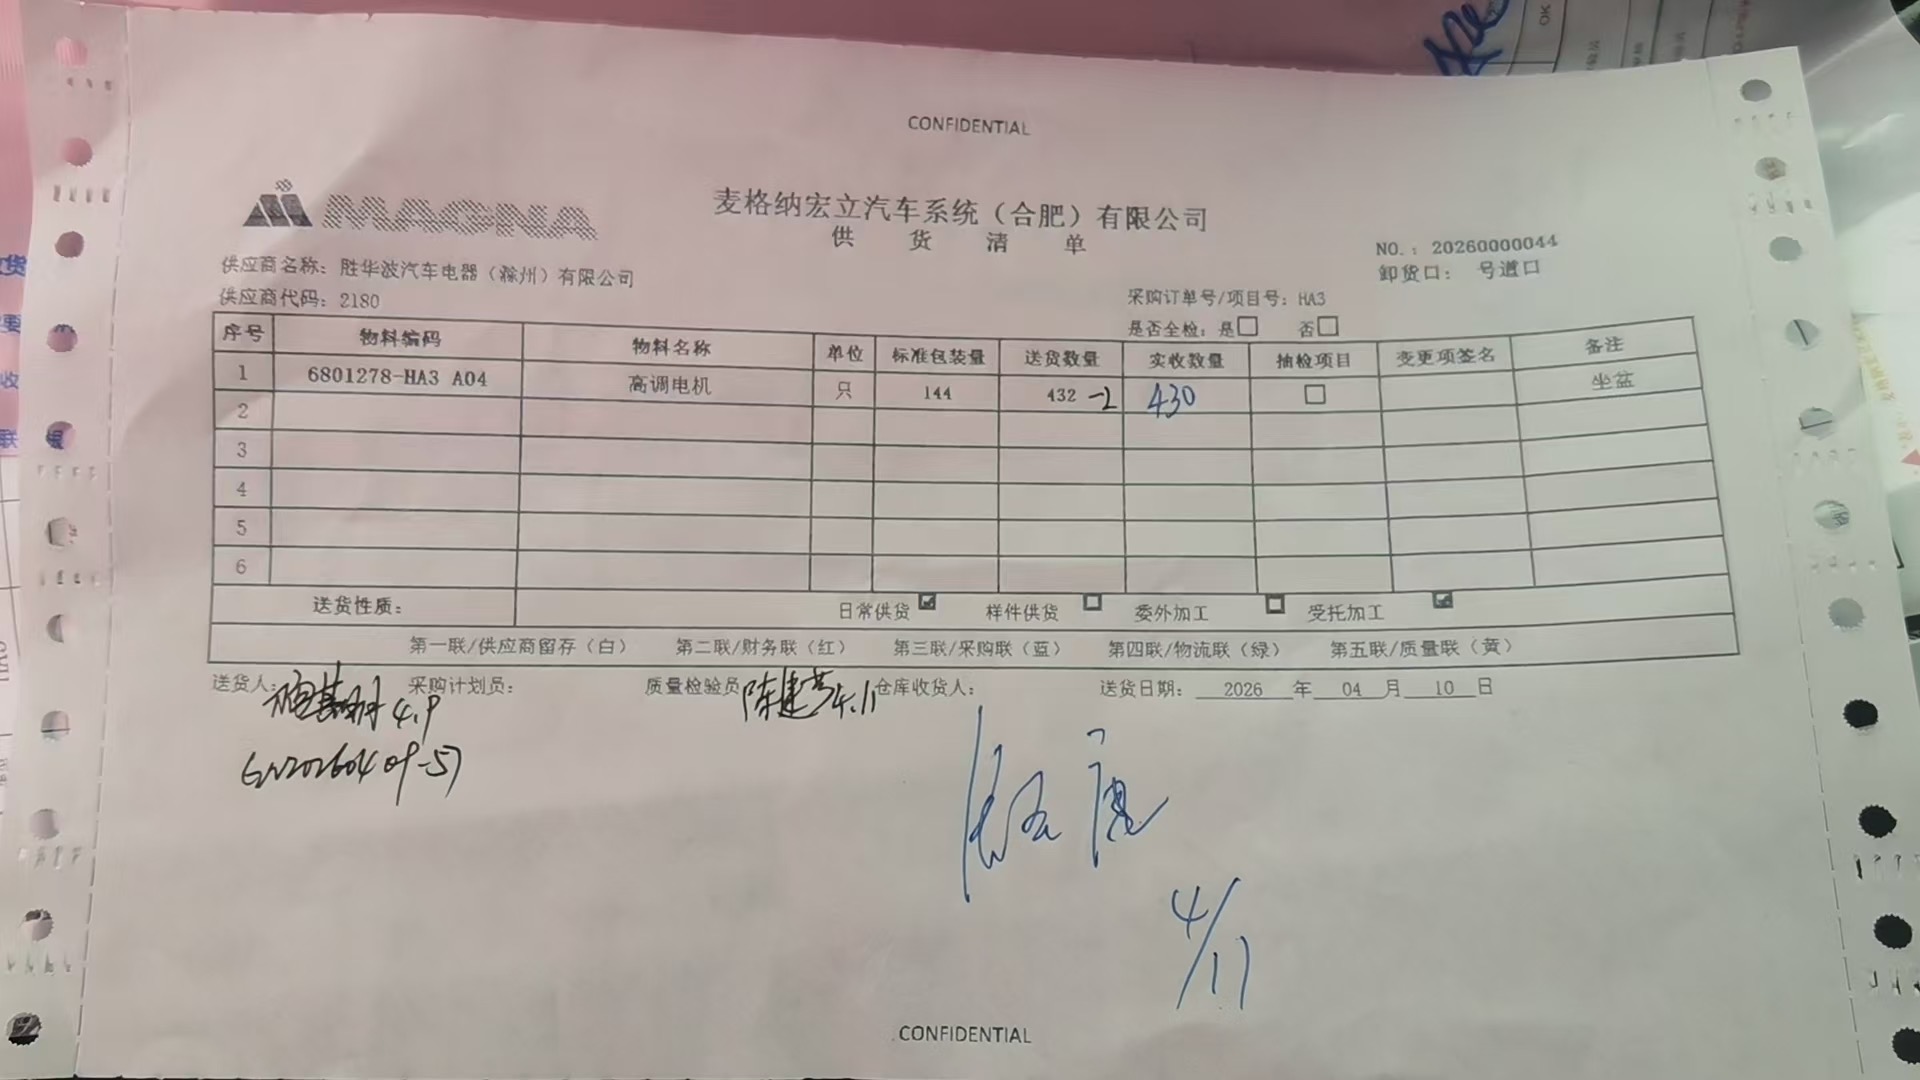 CONFIDENTIAL
MAGNA
麦格纳宏立汽车系统（合肥）有限公司
供 货 清 单
NO.：20260000044
供应商名称：胜华波汽车电器（滁州）有限公司
卸货口： 号道口
供应商代码：2180
采购订单号/项目号：HA3
是否全检：是□ 否□
序号 物料编码 物料名称 单位 标准包装量 送货数量 实收数量 抽检项目 变更项签名 备注
1 6801278-HA3 A04 高调电机 只 144 432 -2 430 □ 坐盆
2
3
4
5
6
送货性质： 日常供货☑ 样件供货□ 委外加工□ 受托加工☑
第一联/供应商留存（白） 第二联/财务联（红） 第三联/采购联（蓝） 第四联/物流联（绿） 第五联/质量联（黄）
送货人： 4.9 采购计划员： 质量检验员 陈建芳4.11 仓库收货人： 送货日期： 2026 年 04 月 10 日
4/11
CONFIDENTIAL